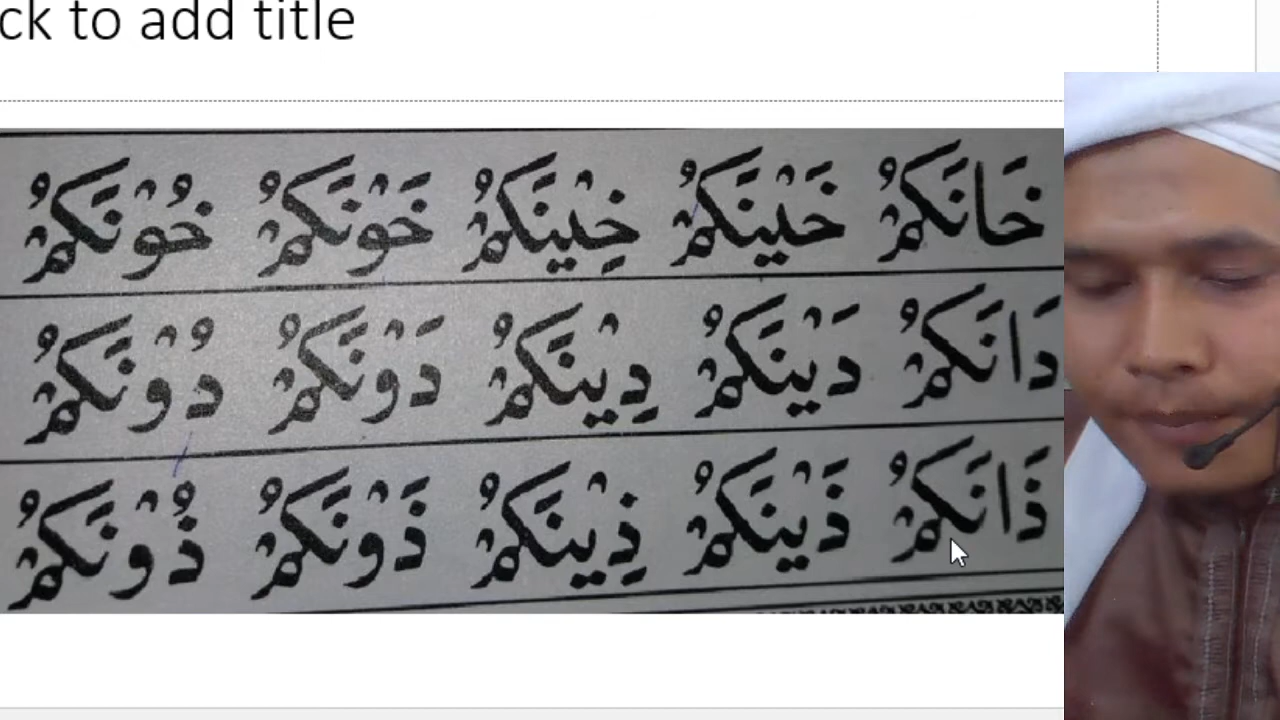 ck to add title
خَانَكُمْ خَيْنَكُمْ خِيْنَكُمْ خَوْنَكُمْ خُوْنَكُمْ
دَانَكُمْ دَيْنَكُمْ دِيْنَكُمْ دَوْنَكُمْ دُوْنَكُمْ
ذَانَكُمْ ذَيْنَكُمْ ذِيْنَكُمْ ذَوْنَكُمْ ذُوْنَكُمْ